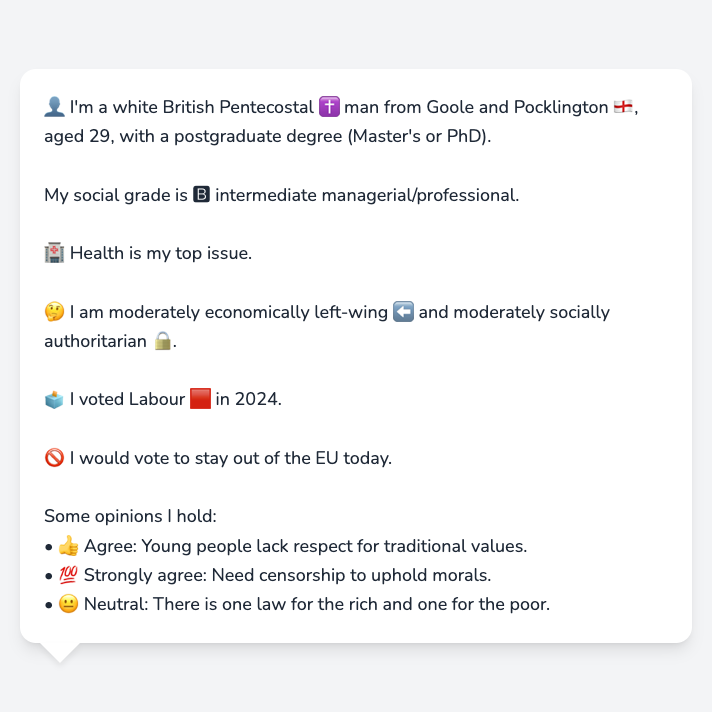 👤 I'm a white British Pentecostal ✝️ man from Goole and Pocklington 🏴󠁧󠁢󠁥󠁮󠁧󠁿,
aged 29, with a postgraduate degree (Master's or PhD).
My social grade is 🅱 intermediate managerial/professional.
🏥 Health is my top issue.
🤔 I am moderately economically left-wing ⬅️ and moderately socially
authoritarian 🔒.
🗳️ I voted Labour 🟥 in 2024.
🚫 I would vote to stay out of the EU today.
Some opinions I hold:
• 👍 Agree: Young people lack respect for traditional values.
• 💯 Strongly agree: Need censorship to uphold morals.
• 😐 Neutral: There is one law for the rich and one for the poor.